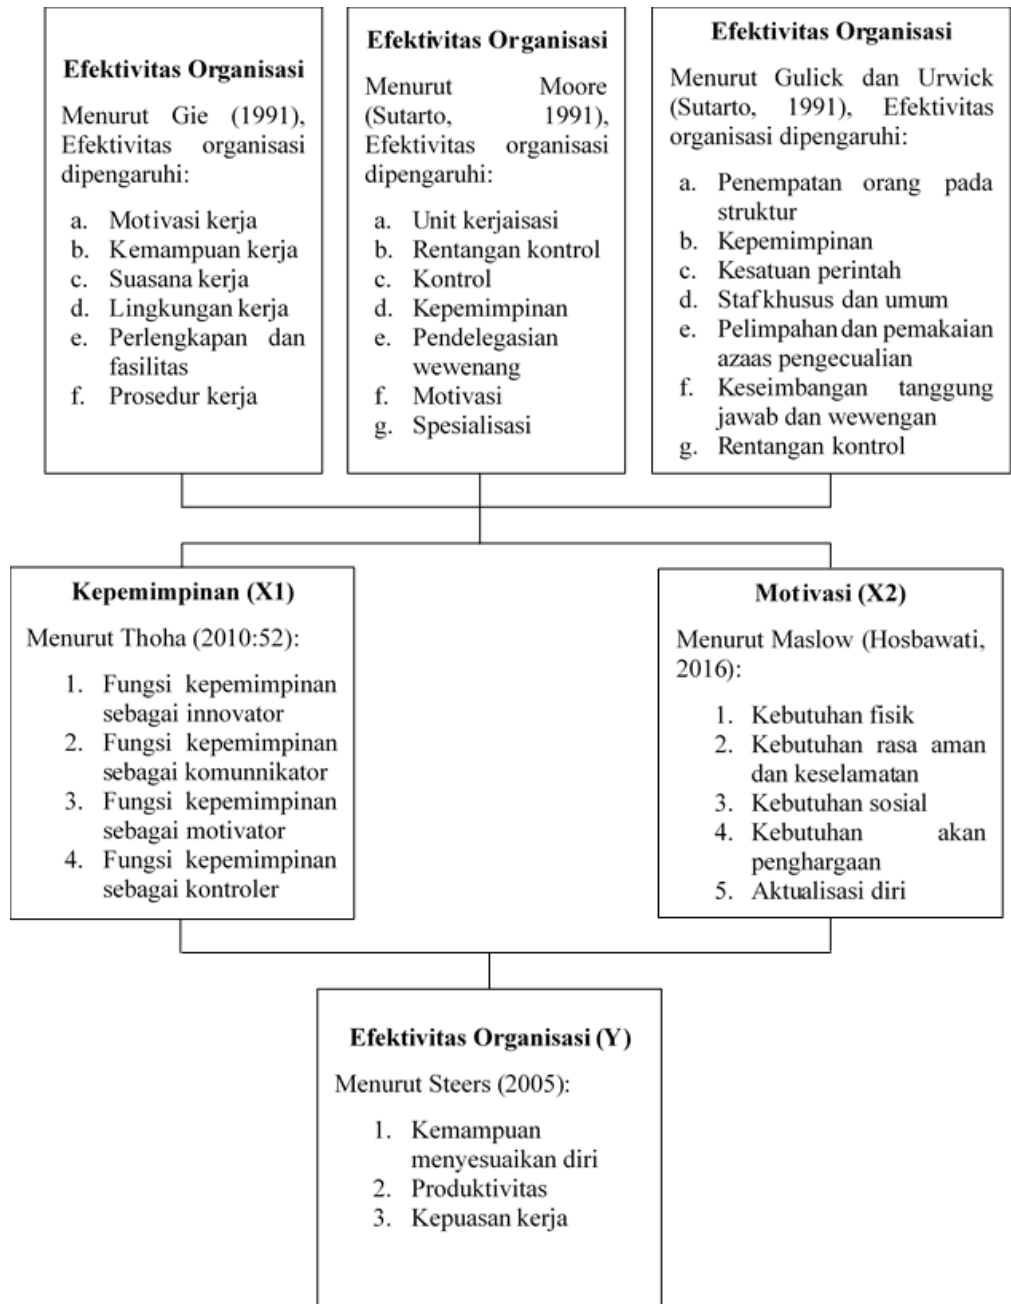 Efektivitas Organisasi
Menurut Gie (1991),
Efektivitas organisasi
dipengaruhi:
a. Motivasi kerja
b. Kemampuan kerja
c. Suasana kerja
d. Lingkungan kerja
e. Perlengkapan dan
fasilitas
f. Prosedur kerja
Efektivitas Organisasi
Menurut Moore
(Sutarto, 1991),
Efektivitas organisasi
dipengaruhi:
a. Unit kerjaisasi
b. Rentangan kontrol
c. Kontrol
d. Kepemimpinan
e. Pendelegasian
wewenang
f. Motivasi
g. Spesialisasi
Efektivitas Organisasi
Menurut Gulick dan Urwick
(Sutarto, 1991), Efektivitas
organisasi dipengaruhi:
a. Penempatan orang pada
struktur
b. Kepemimpinan
c. Kesatuan perintah
d. Staf khusus dan umum
e. Pelimpahan dan pemakaian
azaas pengecualian
f. Keseimbangan tanggung
jawab dan wewengan
g. Rentangan kontrol
Kepemimpinan (X1)
Menurut Thoha (2010:52):
1. Fungsi kepemimpinan
sebagai innovator
2. Fungsi kepemimpinan
sebagai komunnikator
3. Fungsi kepemimpinan
sebagai motivator
4. Fungsi kepemimpinan
sebagai kontroler
Motivasi (X2)
Menurut Maslow (Hosbawati,
2016):
1. Kebutuhan fisik
2. Kebutuhan rasa aman
dan keselamatan
3. Kebutuhan sosial
4. Kebutuhan akan
penghargaan
5. Aktualisasi diri
Efektivitas Organisasi (Y)
Menurut Steers (2005):
1. Kemampuan
menyesuaikan diri
2. Produktivitas
3. Kepuasan kerja